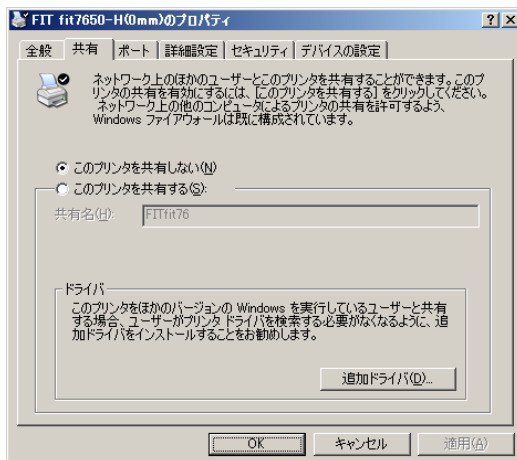 FIT fit7650-H(0mm)のプロパティ
全般 共有 ポート 詳細設定 セキュリティ デバイスの設定
ネットワーク上のほかのユーザーとこのプリンタを共有することができます。このプ
リンタの共有を有効にするには、[このプリンタを共有する] をクリックしてください。
ネットワーク上の他のコンピュータによるプリンタの共有を許可するよう、
Windows ファイアウォールは既に構成されています。
このプリンタを共有しない(N)
このプリンタを共有する(S):
共有名(H): FITfit76
ドライバ
このプリンタをほかのバージョンの Windows を実行しているユーザーと共有
する場合、ユーザーがプリンタ ドライバを検索する必要がなくなるように、追
加ドライバをインストールすることをお勧めします。
追加ドライバ(D)...
OK キャンセル 適用(A)